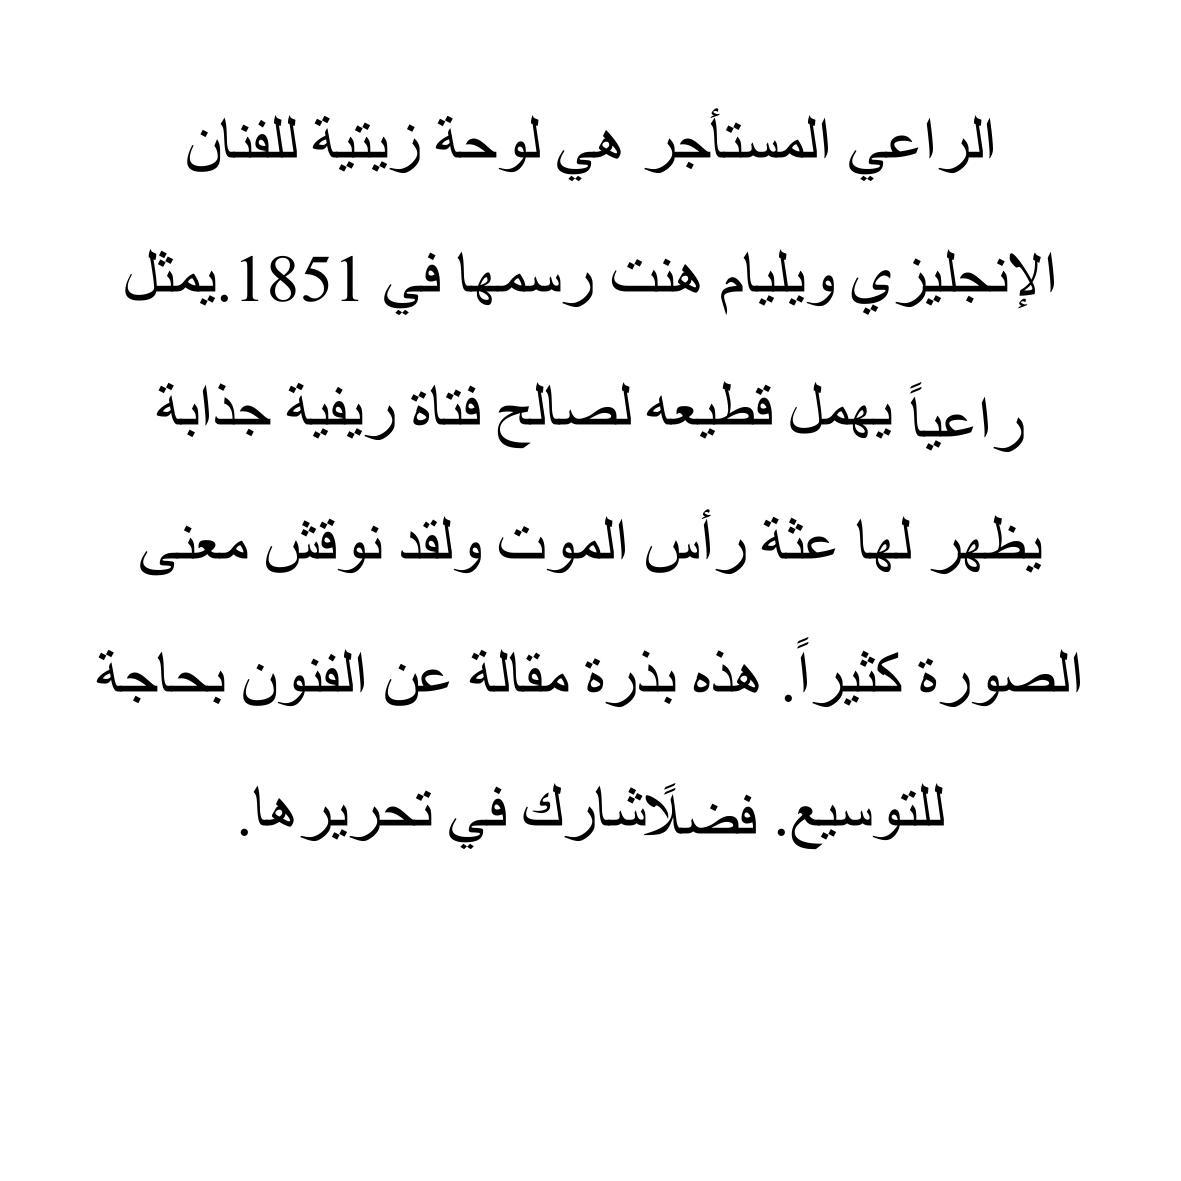 الراعي المستأجر هي لوحة زيتية للفنان
الإنجليزي ويليام هنت رسمها في 1851.يمثل
راعياً يهمل قطيعه لصالح فتاة ريفية جذابة
يظهر لها عثة رأس الموت ولقد نوقش معنى
الصورة كثيراً. هذه بذرة مقالة عن الفنون بحاجة
للتوسيع. فضلًاشارك في تحريرها.